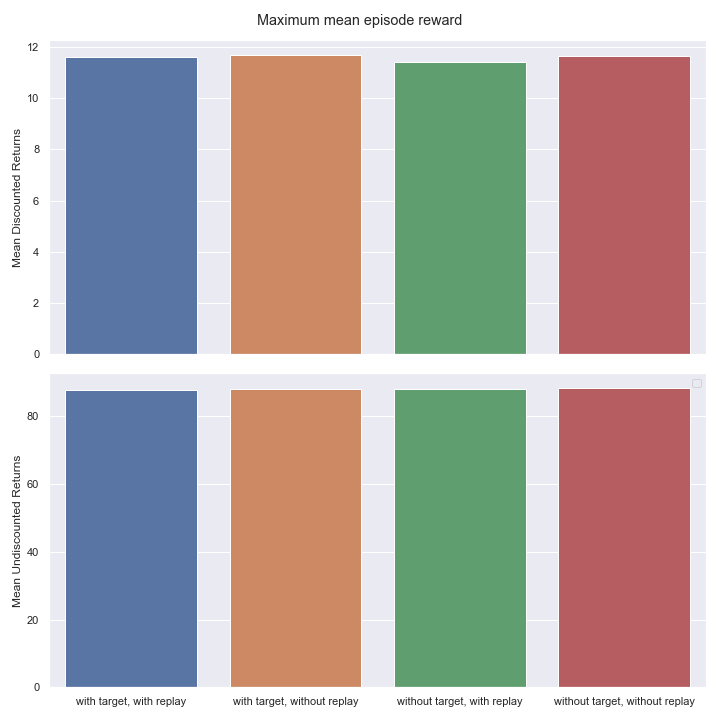 Maximum mean episode reward
Mean Discounted Returns
12
10
8
6
4
2
0
Mean Undiscounted Returns
80
60
40
20
0
with target, with replay
with target, without replay
without target, with replay
without target, without replay